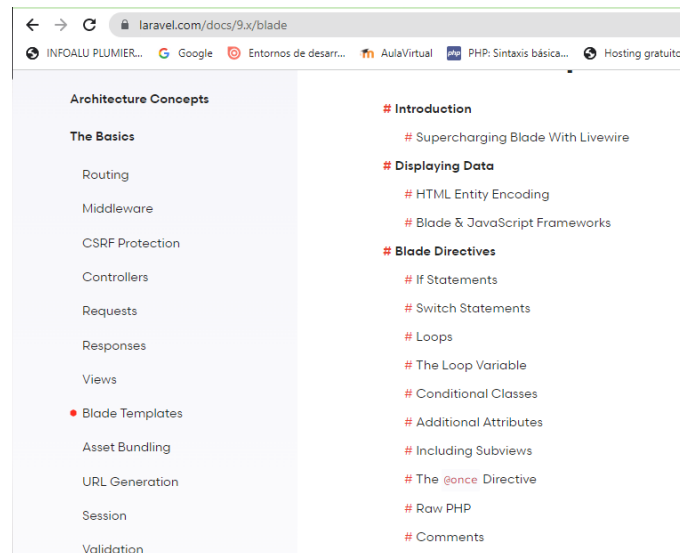 laravel.com/docs/9.x/blade
INFOALU PLUMIER... Google Entornos de desarr... AulaVirtual php PHP: Sintaxis básica... Hosting gratuito
Architecture Concepts
The Basics
Routing
Middleware
CSRF Protection
Controllers
Requests
Responses
Views
Blade Templates
Asset Bundling
URL Generation
Session
Validation
# Introduction
# Supercharging Blade With Livewire
# Displaying Data
# HTML Entity Encoding
# Blade & JavaScript Frameworks
# Blade Directives
# If Statements
# Switch Statements
# Loops
# The Loop Variable
# Conditional Classes
# Additional Attributes
# Including Subviews
# The @once Directive
# Raw PHP
# Comments